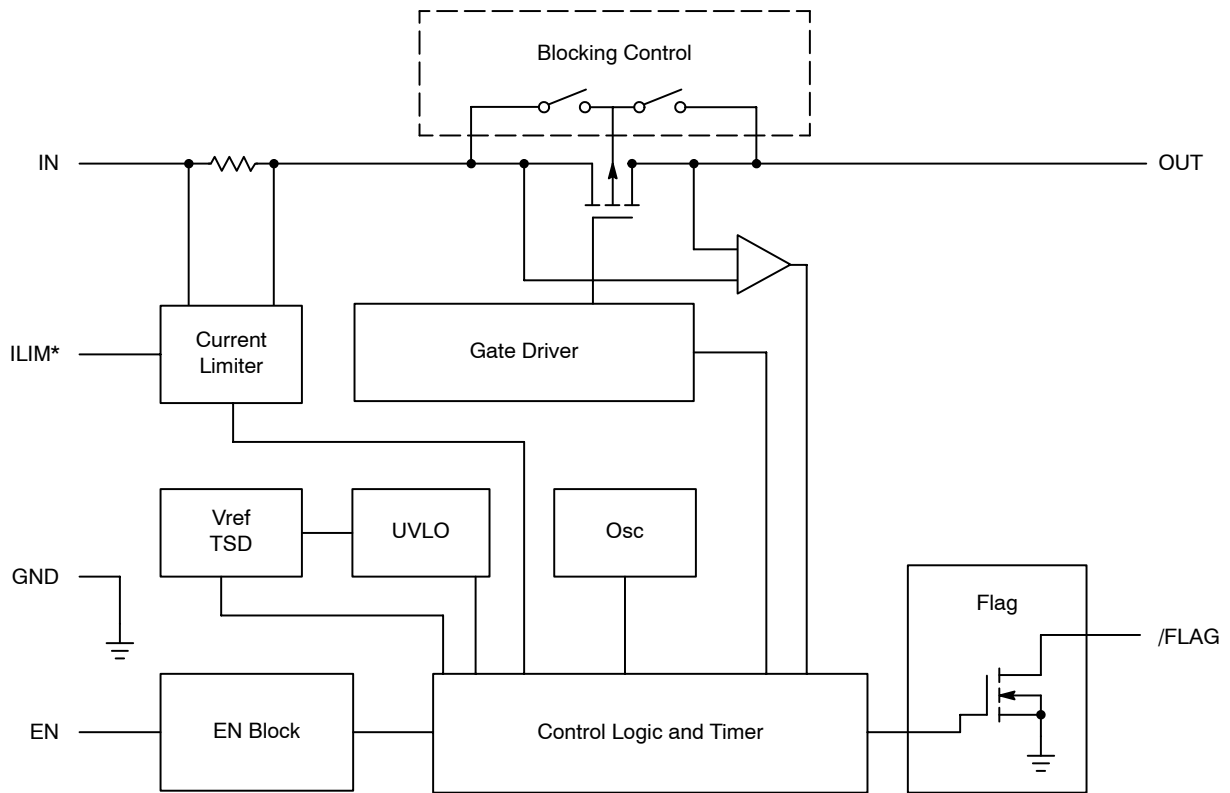 Blocking Control
IN
OUT
ILIM*
Current
Limiter
Gate Driver
Vref
TSD
UVLO
Osc
GND
Flag
/FLAG
EN
EN Block
Control Logic and Timer